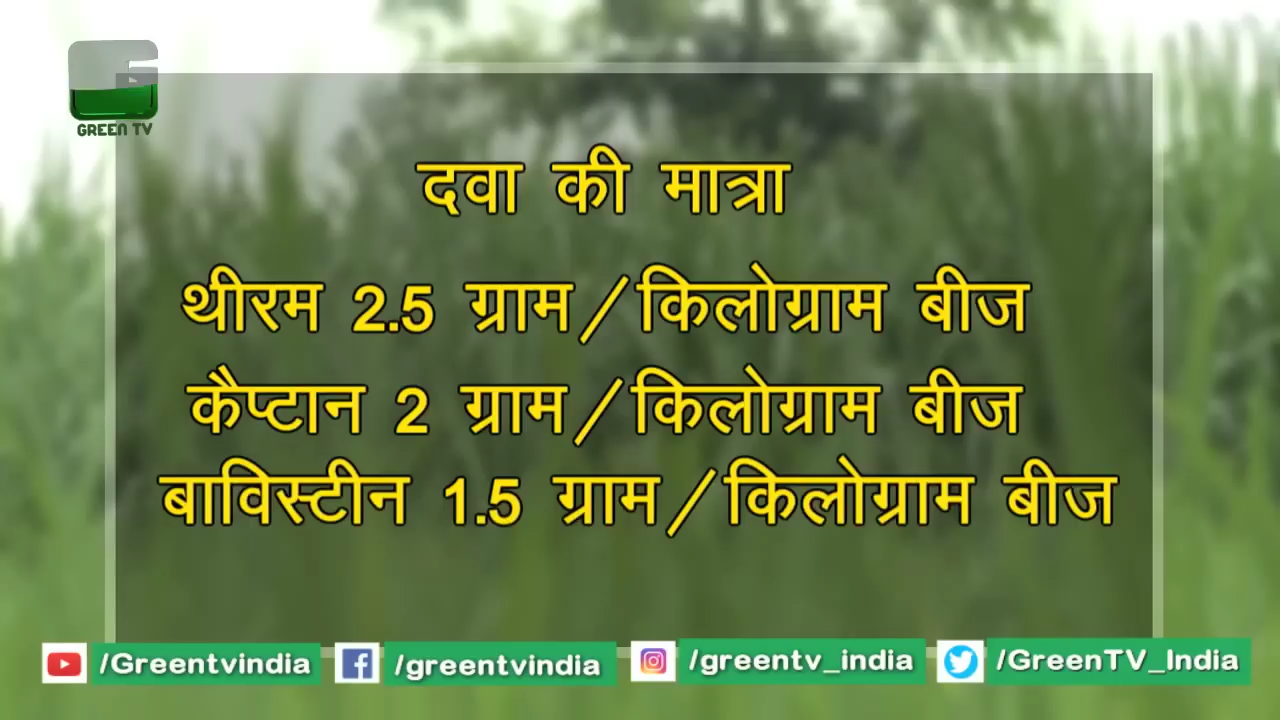 GREEN TV
दवा की मात्रा
थीरम 2.5 ग्राम/किलोग्राम बीज
कैप्टान 2 ग्राम/किलोग्राम बीज
बाविस्टीन 1.5 ग्राम/किलोग्राम बीज
/Greentvindia /greentvindia /greentv_india /GreenTV_India